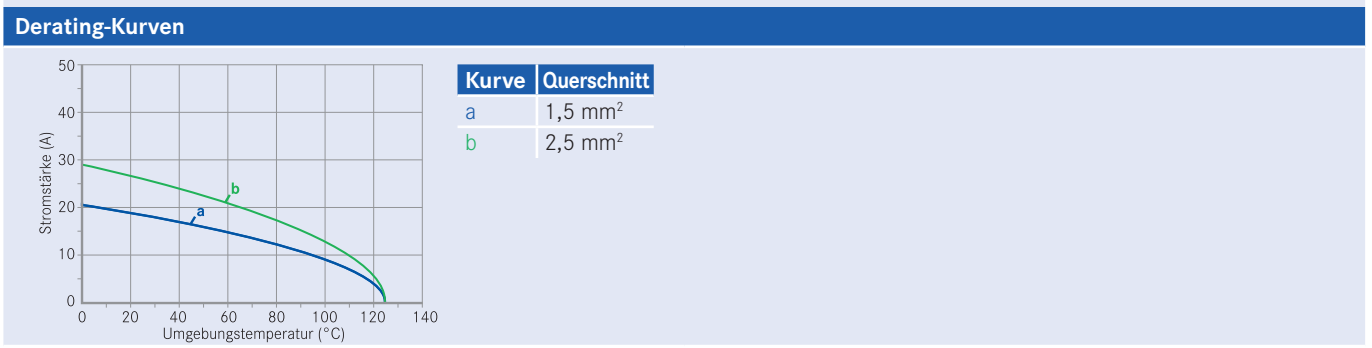 Derating-Kurven
50
40
30
20
10
0
Stromstärke (A)
b
a
0 20 40 60 80 100 120 140
Umgebungstemperatur (°C)
Kurve Querschnitt
a 1,5 mm²
b 2,5 mm²